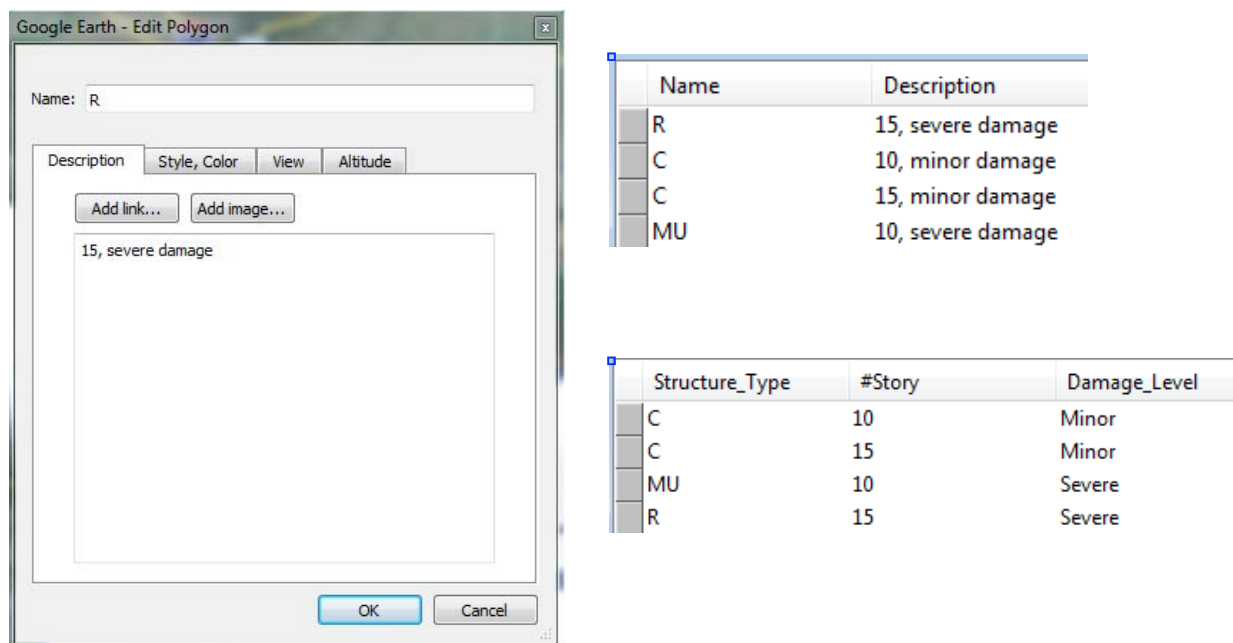 Google Earth - Edit Polygon
x
Name: R
Description Style, Color View Altitude
Add link... Add image...
15, severe damage
OK Cancel
Name Description
R 15, severe damage
C 10, minor damage
C 15, minor damage
MU 10, severe damage
Structure_Type #Story Damage_Level
C 10 Minor
C 15 Minor
MU 10 Severe
R 15 Severe